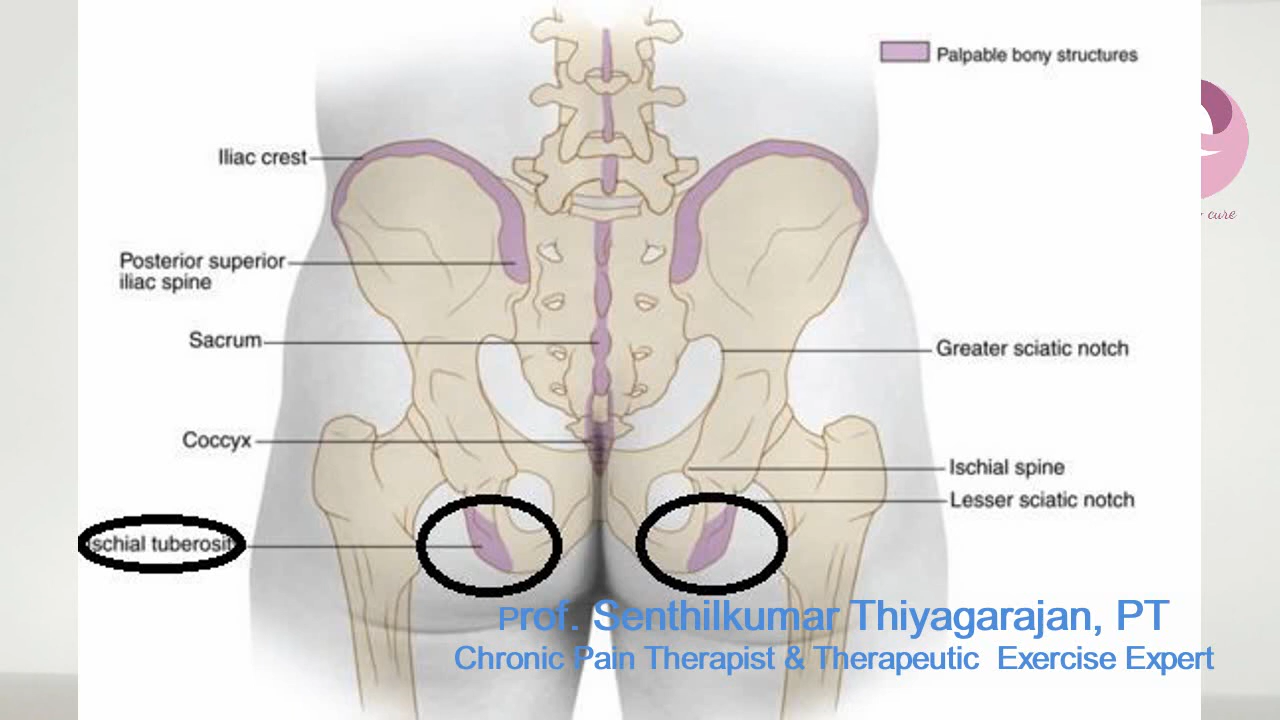 Palpable bony structures
Iliac crest
cure
Posterior superior
iliac spine
Sacrum
Greater sciatic notch
Coccyx
Ischial spine
Lesser sciatic notch
schial tuberosit
Prof. Senthilkumar Thiyagarajan, PT
Chronic Pain Therapist & Therapeutic Exercise Expert